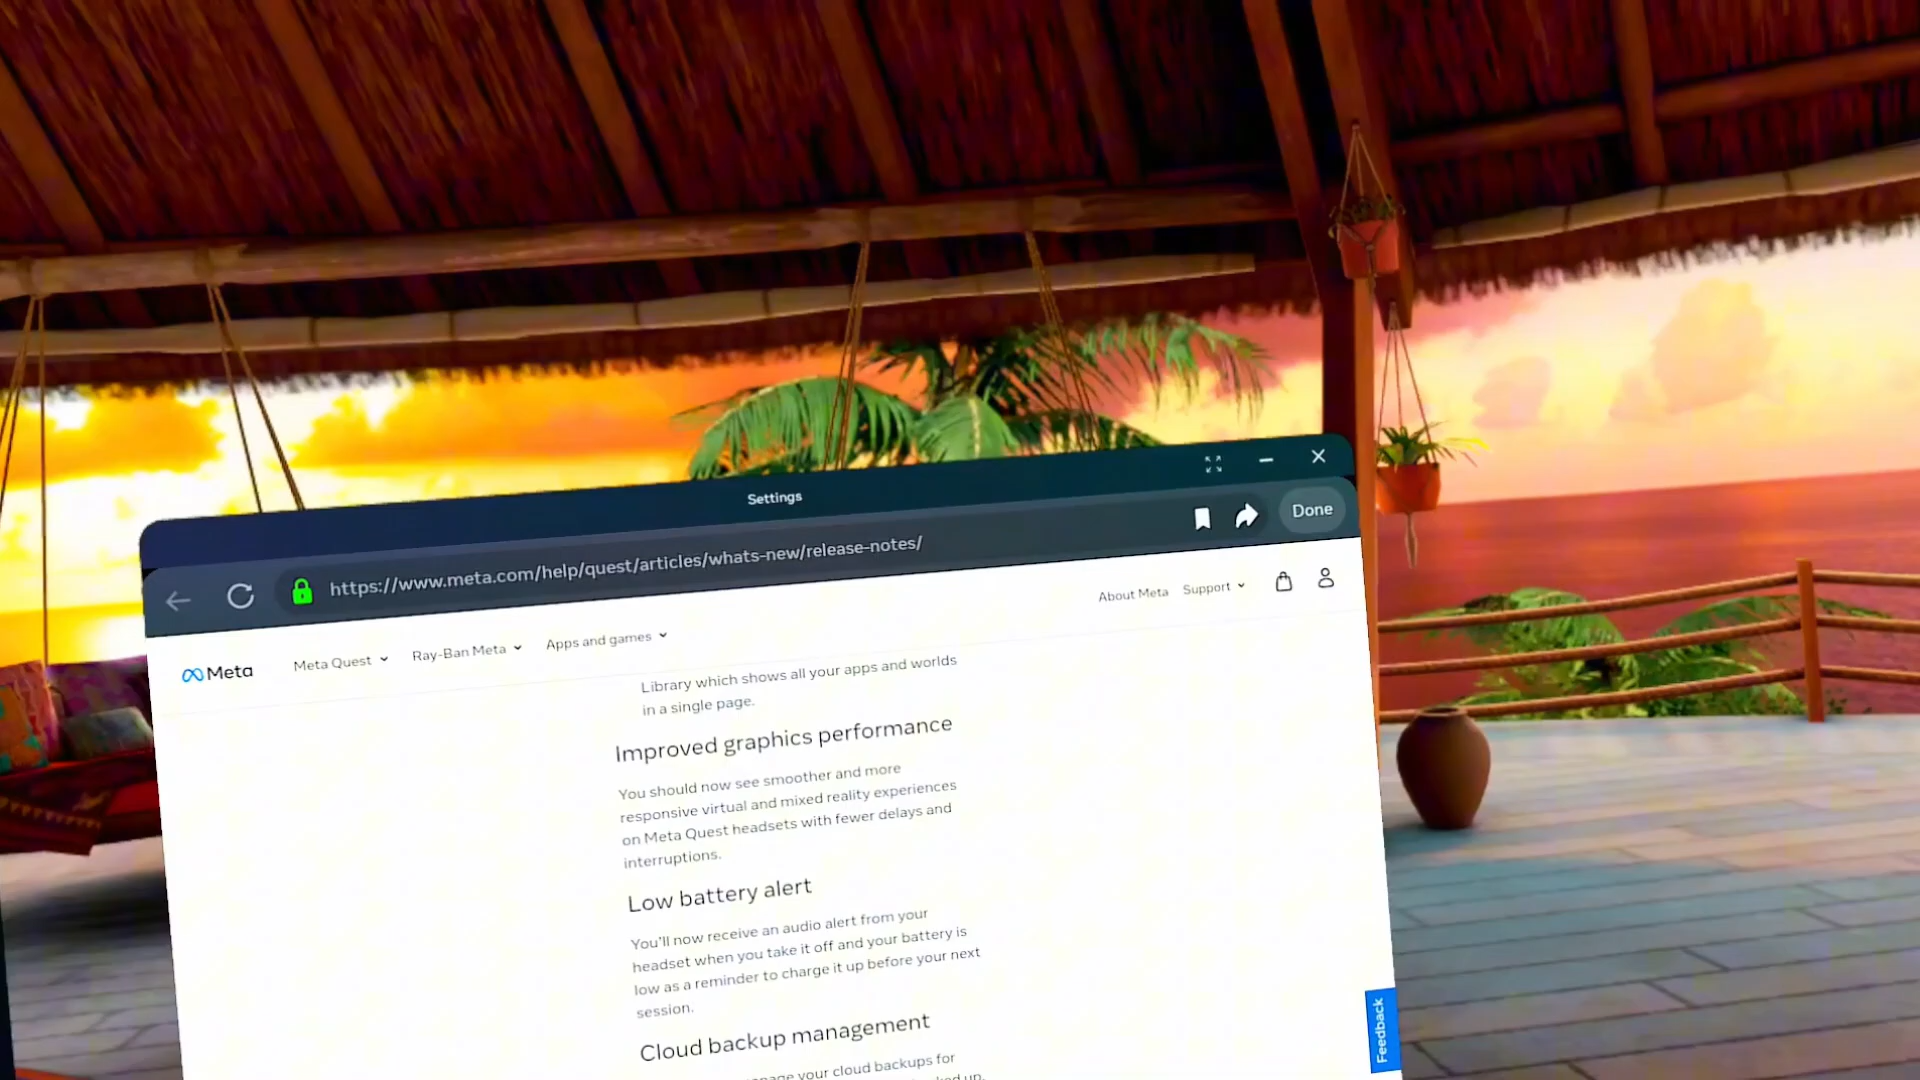 Settings
https://www.meta.com/help/quest/articles/whats-new/release-notes/
Done
Meta
Meta Quest
Ray-Ban Meta
Apps and games
About Meta
Support
Library which shows all your apps and worlds
in a single page.
Improved graphics performance
You should now see smoother and more
responsive virtual and mixed reality experiences
on Meta Quest headsets with fewer delays and
interruptions.
Low battery alert
You'll now receive an audio alert from your
headset when you take it off and your battery is
low as a reminder to charge it up before your next
session.
Cloud backup management
your cloud backups for
up.
Feedback